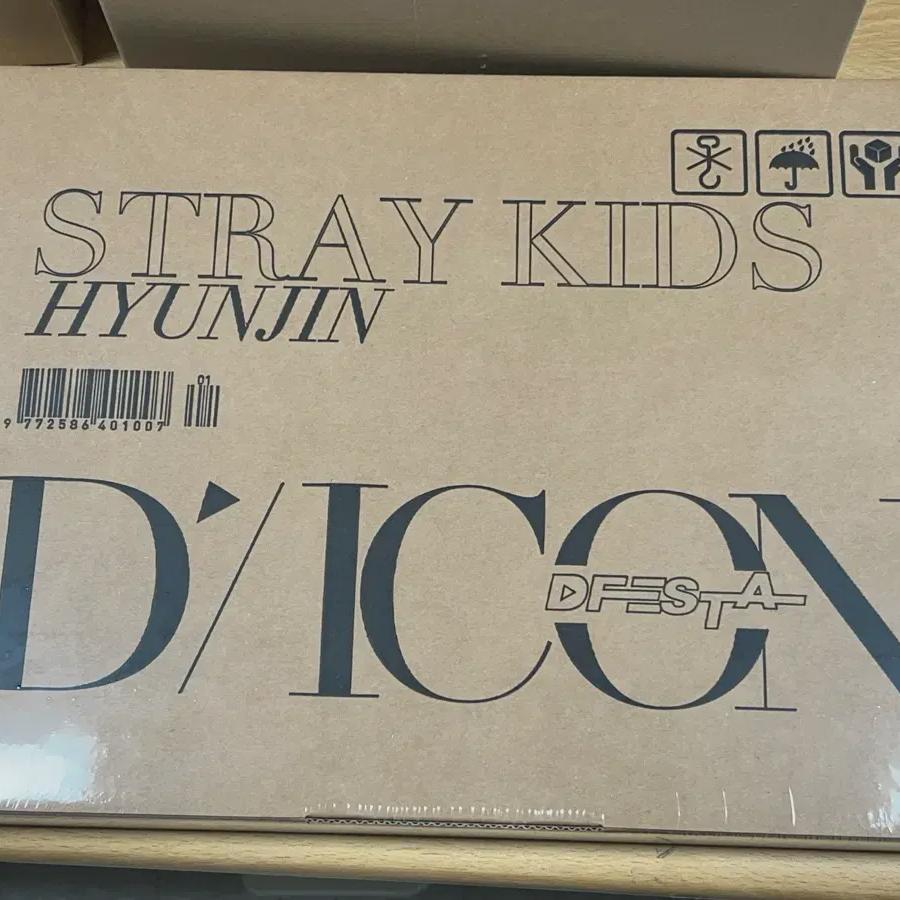 STRAY KIDS
HYUNJIN
01
9 772586 401007
D'/ICON
DFESTA